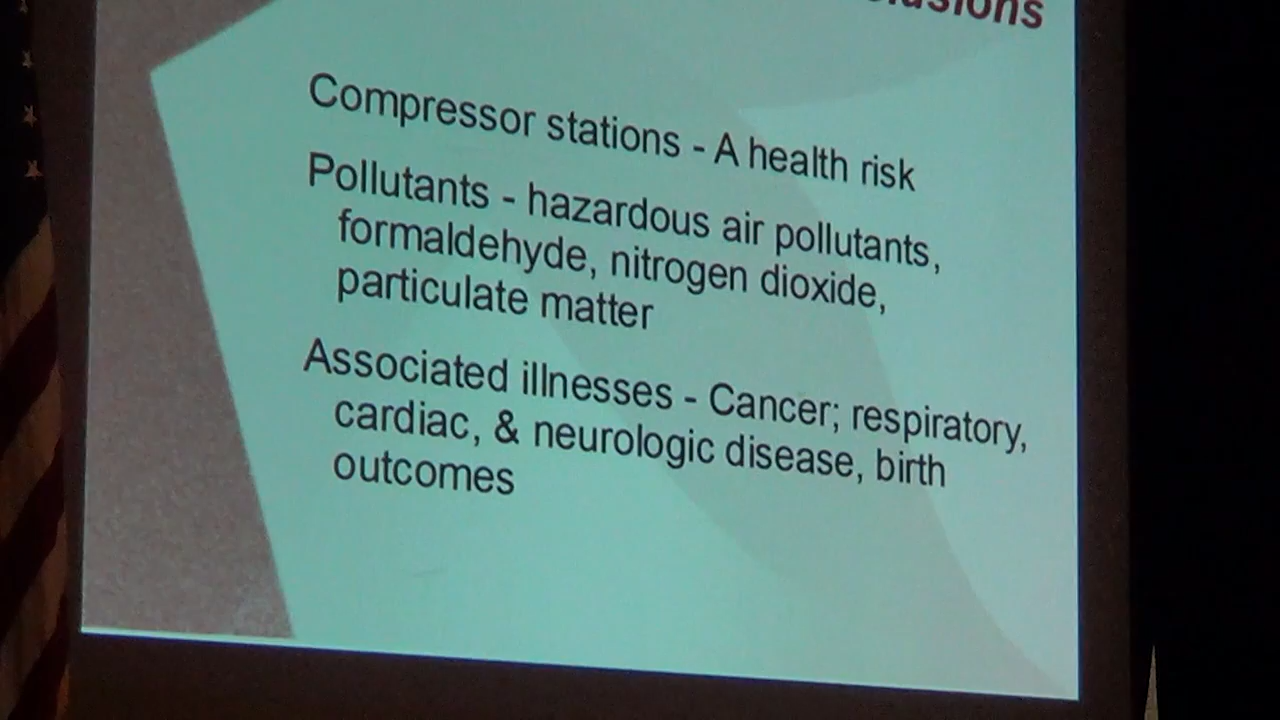 Compressor stations - A health risk
Pollutants - hazardous air pollutants,
formaldehyde, nitrogen dioxide,
particulate matter
Associated illnesses - Cancer; respiratory,
cardiac, & neurologic disease, birth
outcomes